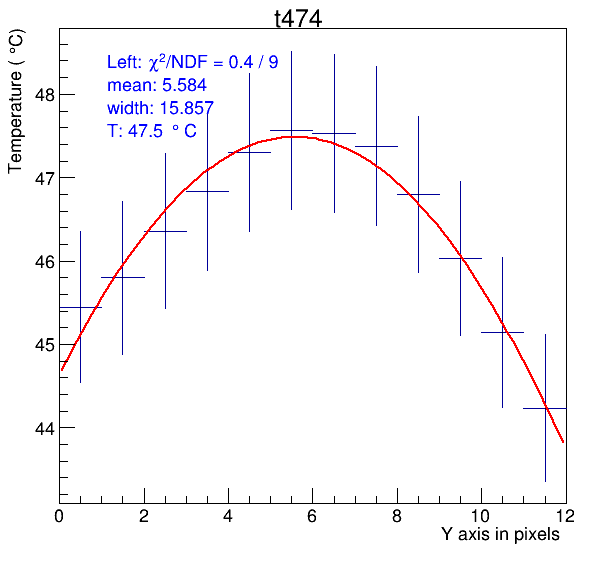 t474
Temperature ( °C)
Left: χ²/NDF = 0.4 / 9
mean: 5.584
width: 15.857
T: 47.5 ° C
48
47
46
45
44
0 2 4 6 8 10 12
Y axis in pixels